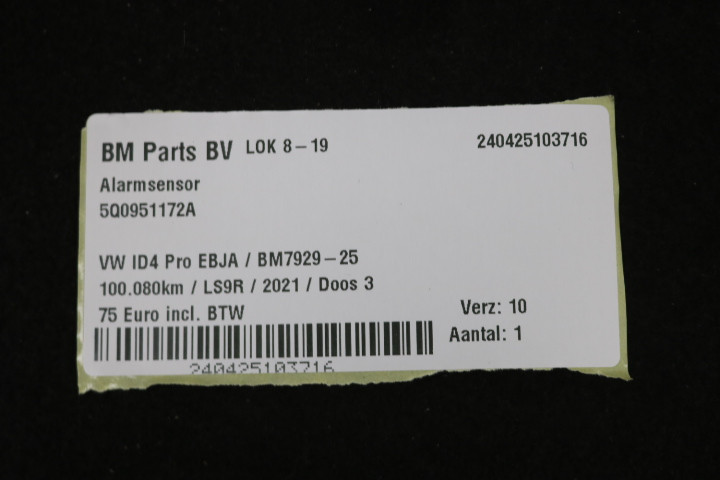 BM Parts BV LOK 8-19 240425103716
Alarmsensor
5Q0951172A
VW ID4 Pro EBJA / BM7929-25
100.080km / LS9R / 2021 / Doos 3
75 Euro incl. BTW Verz: 10
Aantal: 1
240425103716